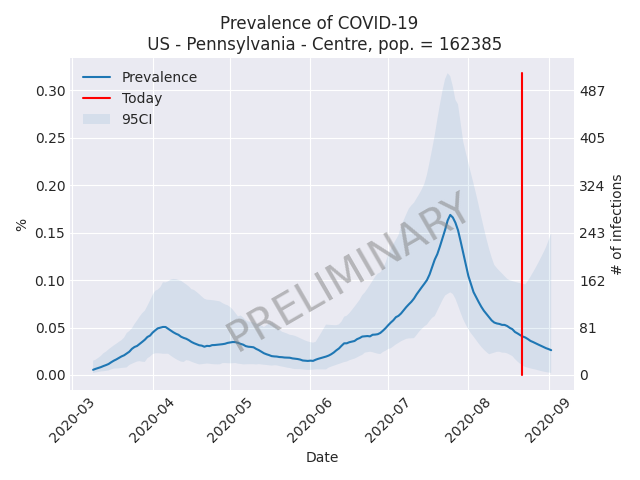 Prevalence of COVID-19
US - Pennsylvania - Centre, pop. = 162385
Prevalence
Today
95CI
PRELIMINARY
%
0.30
0.25
0.20
0.15
0.10
0.05
0.00
487
405
324
243
162
81
0
# of infections
2020-03
2020-04
2020-05
2020-06
2020-07
2020-08
2020-09
Date